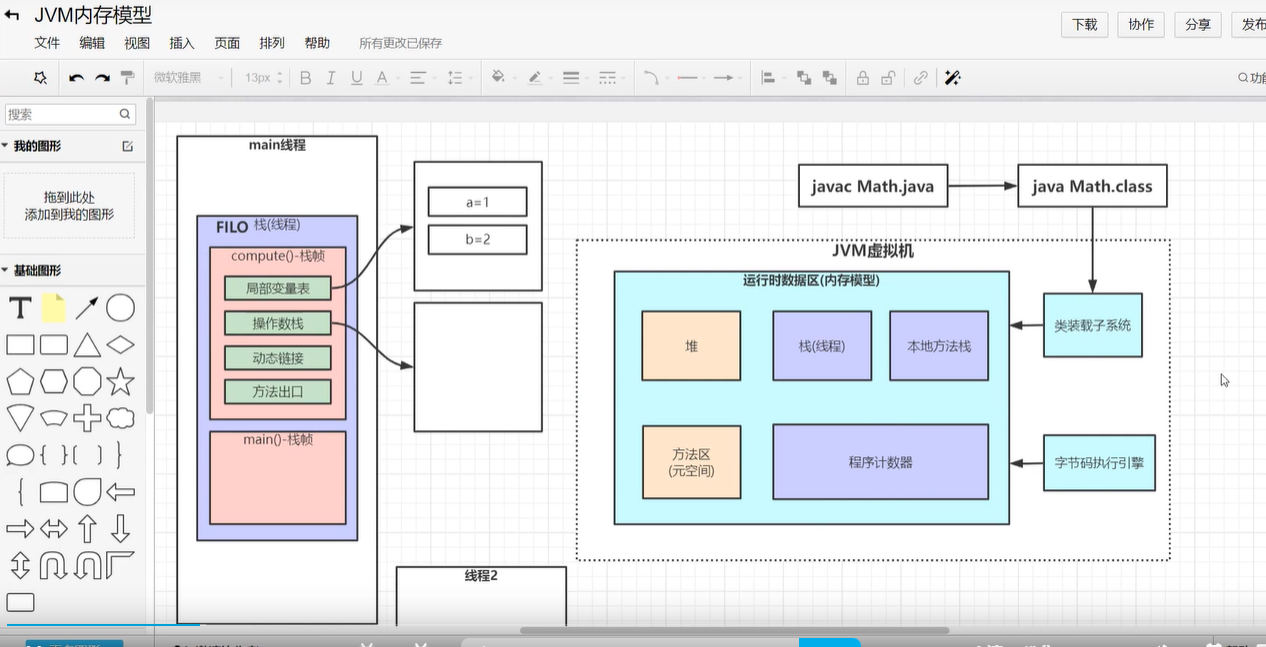 JVM内存模型
下载
协作
分享
发布
文件
编辑
视图
插入
页面
排列
帮助
所有更改已保存
微软雅黑
13px
B
I
U
A
搜索
我的图形
拖到此处
添加到我的图形
基础图形
T
main线程
FILO
栈(线程)
compute()-栈帧
局部变量表
操作数栈
动态链接
方法出口
main()-栈帧
a=1
b=2
线程2
javac Math.java
java Math.class
JVM虚拟机
运行时数据区(内存模型)
堆
栈(线程)
本地方法栈
方法区
(元空间)
程序计数器
类装载子系统
字节码执行引擎